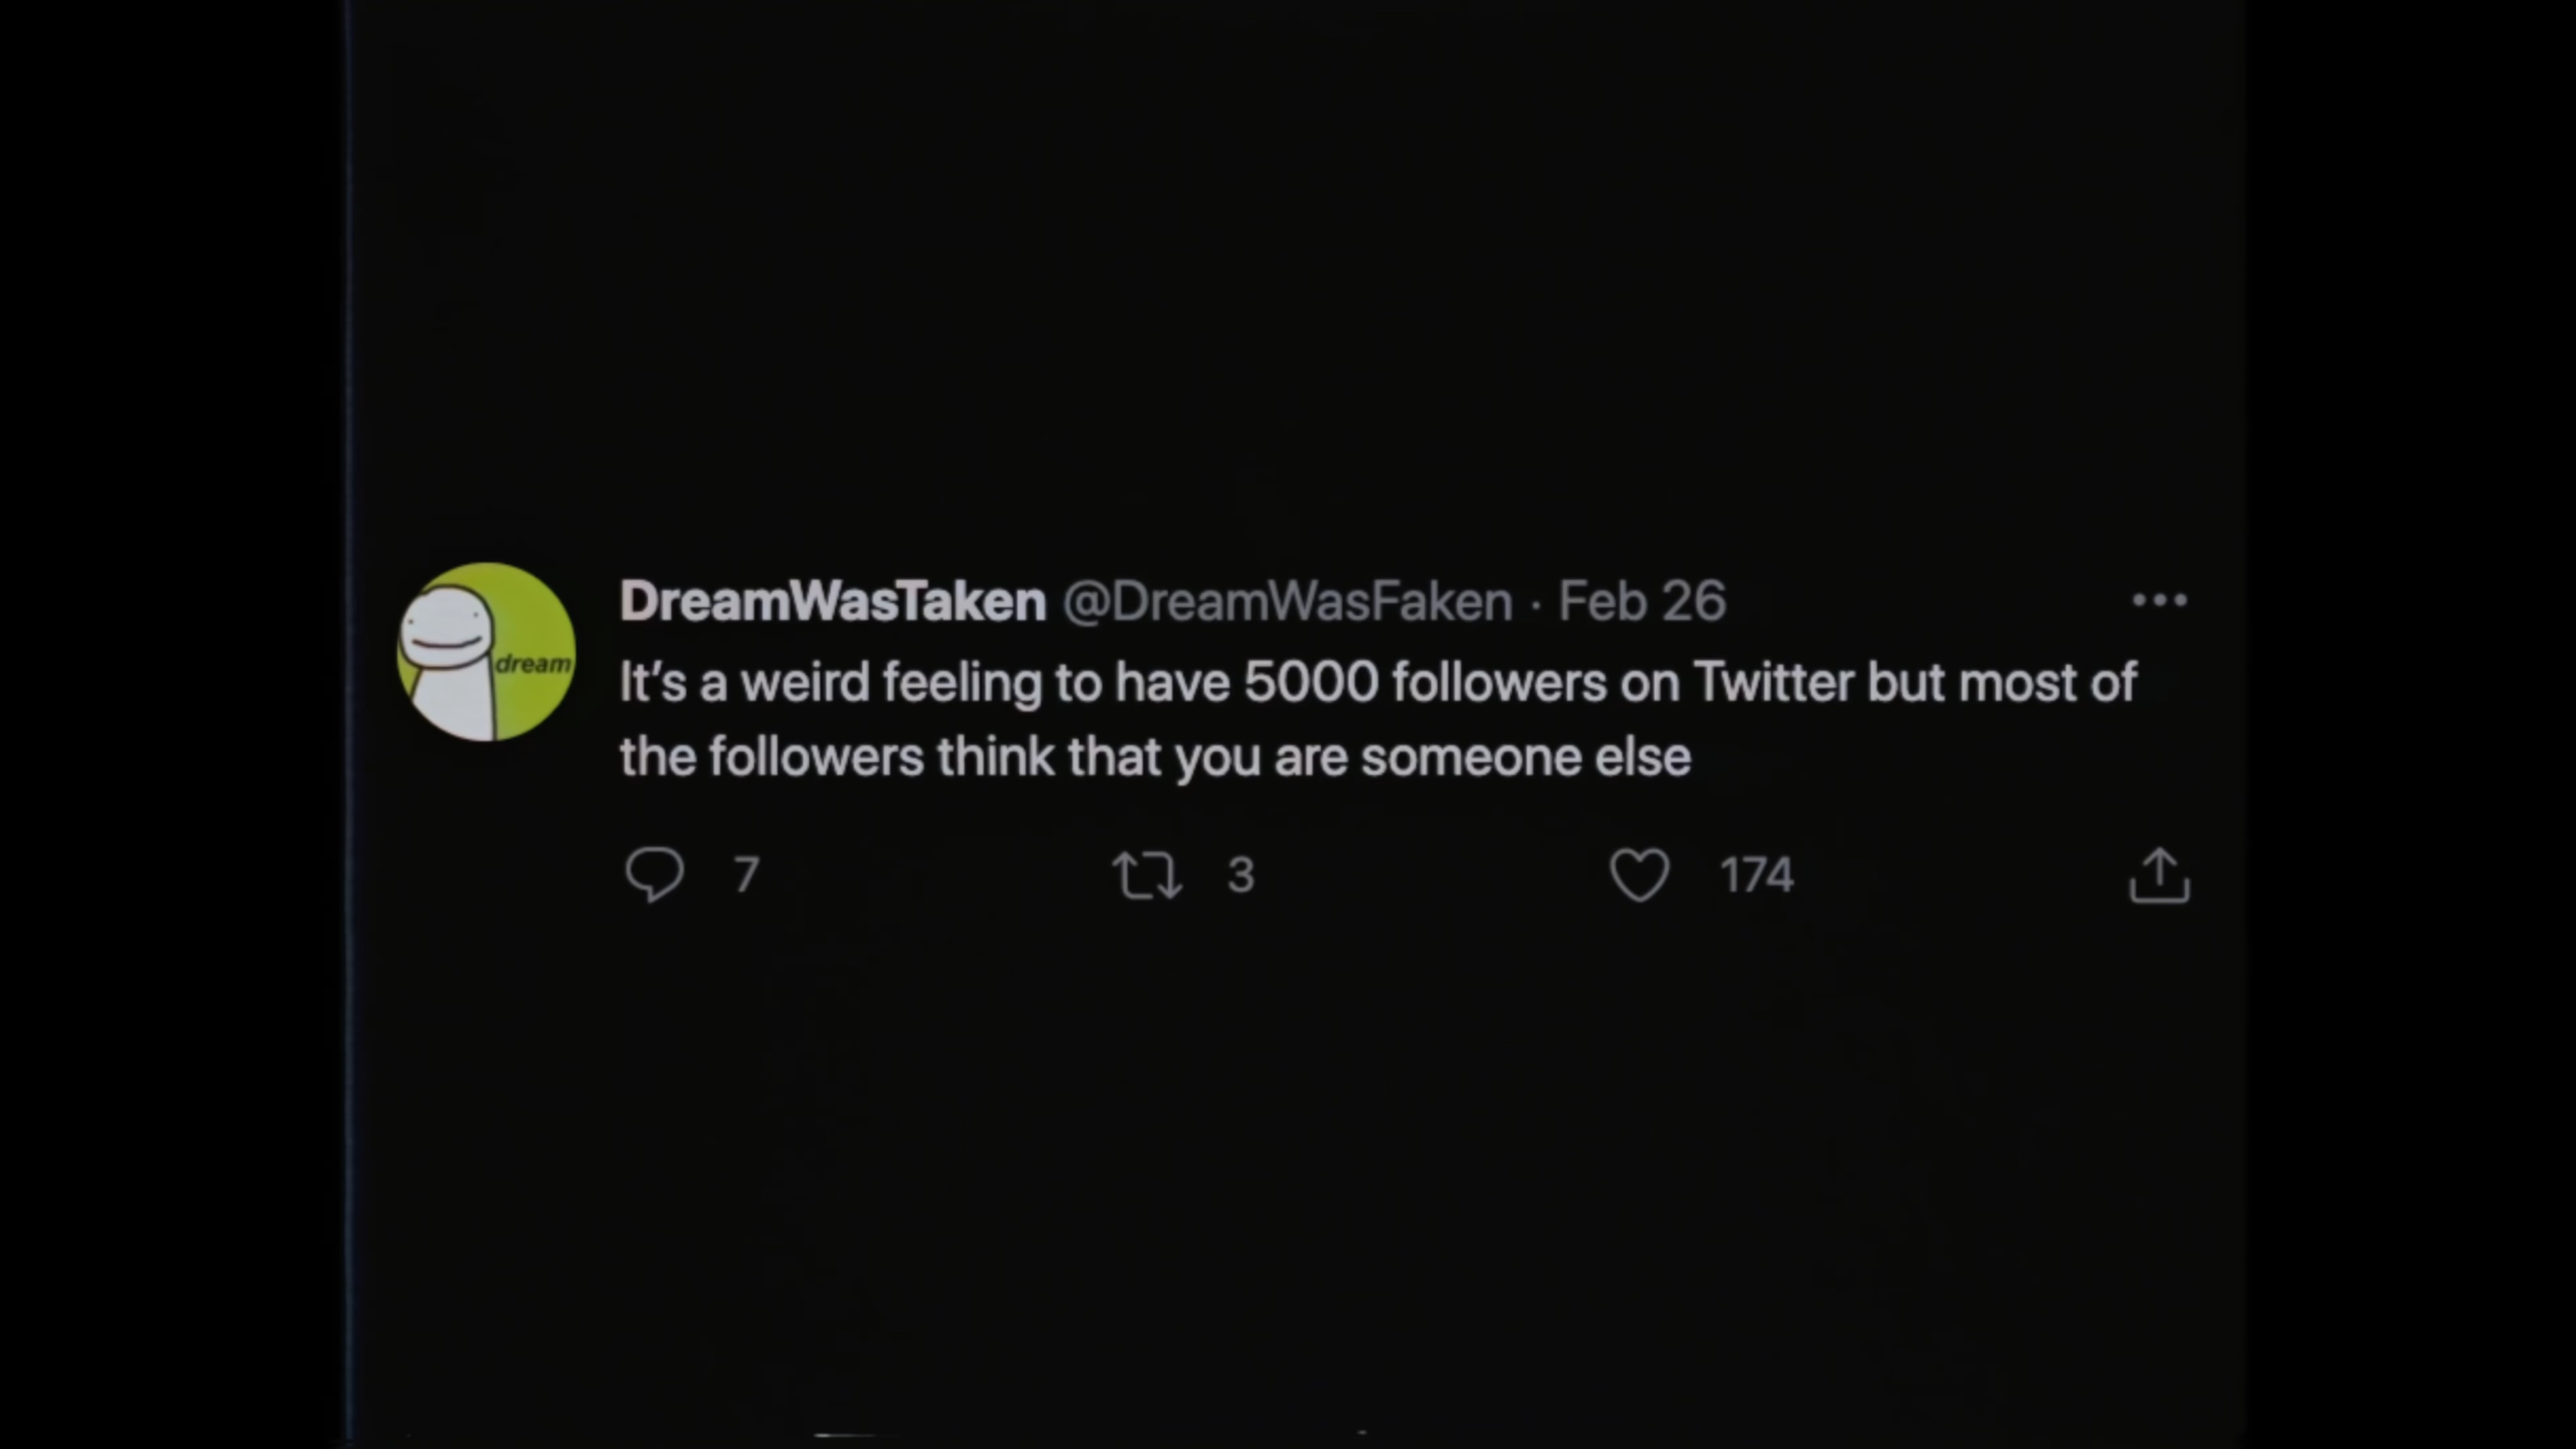 DreamWasTaken @DreamWasFaken · Feb 26
dream
It's a weird feeling to have 5000 followers on Twitter but most of
the followers think that you are someone else
7 3 174